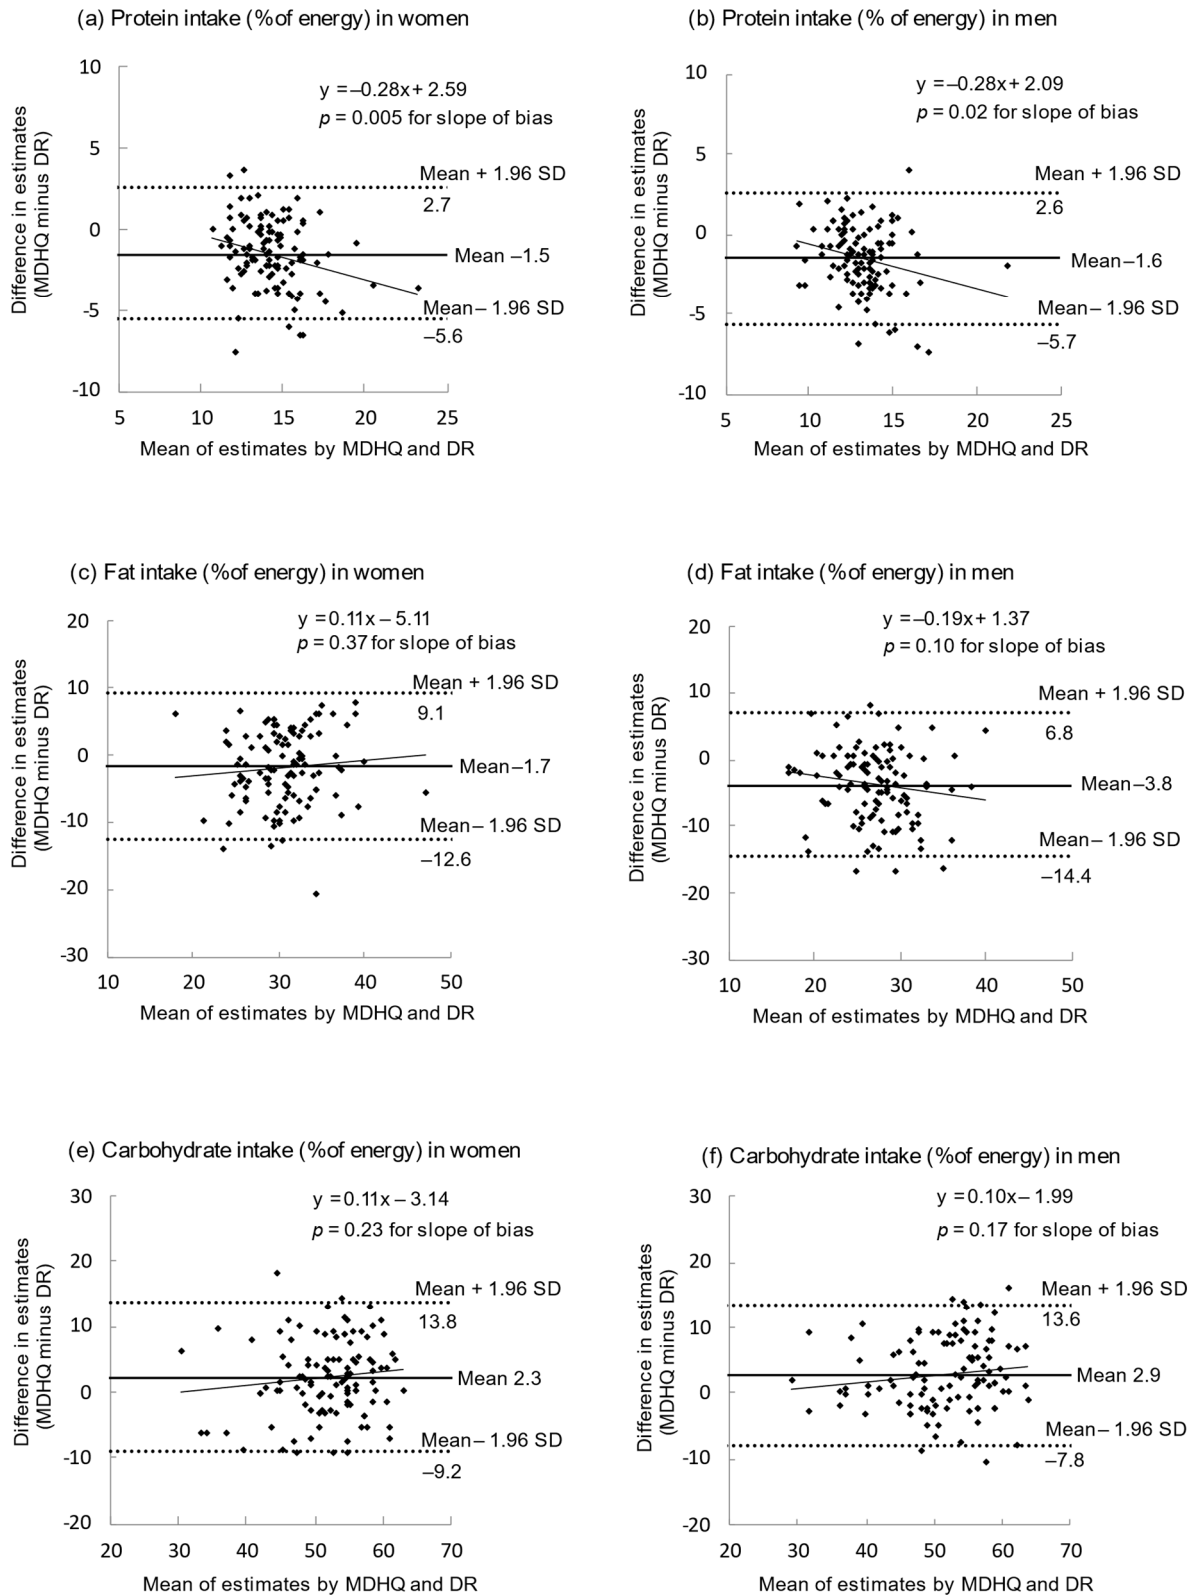 (a) Protein intake (%of energy) in women
Difference in estimates
(MDHQ minus DR)
10
5
0
-5
-10
y =–0.28x+ 2.59
p = 0.005 for slope of bias
Mean + 1.96 SD
2.7
Mean –1.5
Mean– 1.96 SD
–5.6
5 10 15 20 25
Mean of estimates by MDHQ and DR
(b) Protein intake (% of energy) in men
Difference in estimates
(MDHQ minus DR)
10
5
0
-5
-10
y =–0.28x+ 2.09
p = 0.02 for slope of bias
Mean + 1.96 SD
2.6
Mean–1.6
Mean– 1.96 SD
–5.7
5 10 15 20 25
Mean of estimates by MDHQ and DR
(c) Fat intake (%of energy) in women
Difference in estimates
(MDHQ minus DR)
20
10
0
-10
-20
-30
y =0.11x– 5.11
p = 0.37 for slope of bias
Mean + 1.96 SD
9.1
Mean–1.7
Mean– 1.96 SD
–12.6
10 20 30 40 50
Mean of estimates by MDHQ and DR
(d) Fat intake (%of energy) in men
Difference in estimates
(MDHQ minus DR)
20
10
0
-10
-20
-30
y =–0.19x+ 1.37
p = 0.10 for slope of bias
Mean + 1.96 SD
6.8
Mean–3.8
Mean– 1.96 SD
–14.4
10 20 30 40 50
Mean of estimates by MDHQ and DR
(e) Carbohydrate intake (%of energy) in women
Difference in estimates
(MDHQ minus DR)
30
20
10
0
-10
-20
y =0.11x– 3.14
p = 0.23 for slope of bias
Mean + 1.96 SD
13.8
Mean 2.3
Mean– 1.96 SD
–9.2
20 30 40 50 60 70
Mean of estimates by MDHQ and DR
(f) Carbohydrate intake (%of energy) in men
Difference in estimates
(MDHQ minus DR)
30
20
10
0
-10
-20
y =0.10x– 1.99
p = 0.17 for slope of bias
Mean + 1.96 SD
13.6
Mean 2.9
Mean– 1.96 SD
–7.8
20 30 40 50 60 70
Mean of estimates by MDHQ and DR